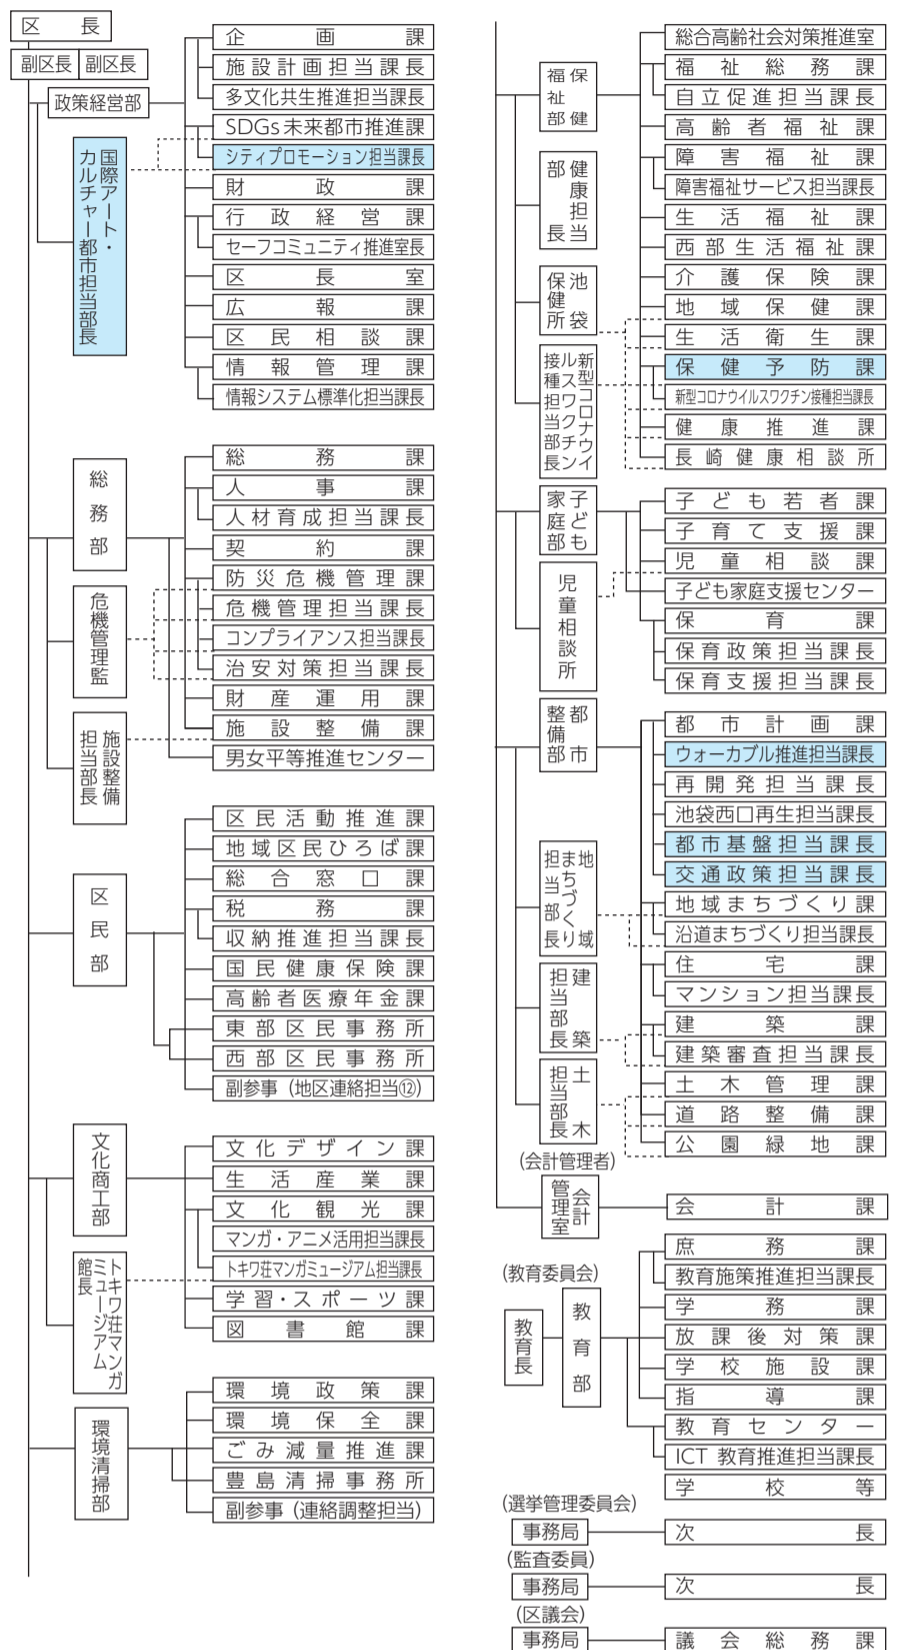 区長
副区長
副区長
政策経営部
国際アート・
カルチャー都市担当部長
企画課
施設計画担当課長
多文化共生推進担当課長
SDGs未来都市推進課
シティプロモーション担当課長
財政課
行政経営課
セーフコミュニティ推進室長
区長室
広報課
区民相談課
情報管理課
情報システム標準化担当課長
総務部
危機管理監
施設整備
担当部長
総務課
人事課
人材育成担当課長
契約課
防災危機管理課
危機管理担当課長
コンプライアンス担当課長
治安対策担当課長
財産運用課
施設整備課
男女平等推進センター
区民部
区民活動推進課
地域区民ひろば課
総合窓口課
税務課
収納推進担当課長
国民健康保険課
高齢者医療年金課
東部区民事務所
西部区民事務所
副参事（地区連絡担当⑫）
文化商工部
トキワ荘マンガ
ミュージアム
館長
文化デザイン課
生活産業課
文化観光課
マンガ・アニメ活用担当課長
トキワ荘マンガミュージアム担当課長
学習・スポーツ課
図書館課
環境清掃部
環境政策課
環境保全課
ごみ減量推進課
豊島清掃事務所
副参事（連絡調整担当）
保健
福祉部
健康担当
部長
池袋
保健所
新型コロナウイ
ルスワクチン
接種担当部長
総合高齢社会対策推進室
福祉総務課
自立促進担当課長
高齢者福祉課
障害福祉課
障害福祉サービス担当課長
生活福祉課
西部生活福祉課
介護保険課
地域保健課
生活衛生課
保健予防課
新型コロナウイルスワクチン接種担当課長
健康推進課
長崎健康相談所
子ども
家庭部
児童相談所
子ども若者課
子育て支援課
児童相談課
子ども家庭支援センター
保育課
保育政策担当課長
保育支援担当課長
都市
整備部
地域
まちづくり
担当部長
建築
担当部長
土木
担当部長
都市計画課
ウォーカブル推進担当課長
再開発担当課長
池袋西口再生担当課長
都市基盤担当課長
交通政策担当課長
地域まちづくり課
沿道まちづくり担当課長
住宅課
マンション担当課長
建築課
建築審査担当課長
土木管理課
道路整備課
公園緑地課
（会計管理者）
会計
管理室
会計課
（教育委員会）
教育長
教育部
庶務課
教育施策推進担当課長
学務課
放課後対策課
学校施設課
指導課
教育センター
ICT 教育推進担当課長
学校等
（選挙管理委員会）
事務局
次長
（監査委員）
事務局
次長
（区議会）
事務局
議会総務課